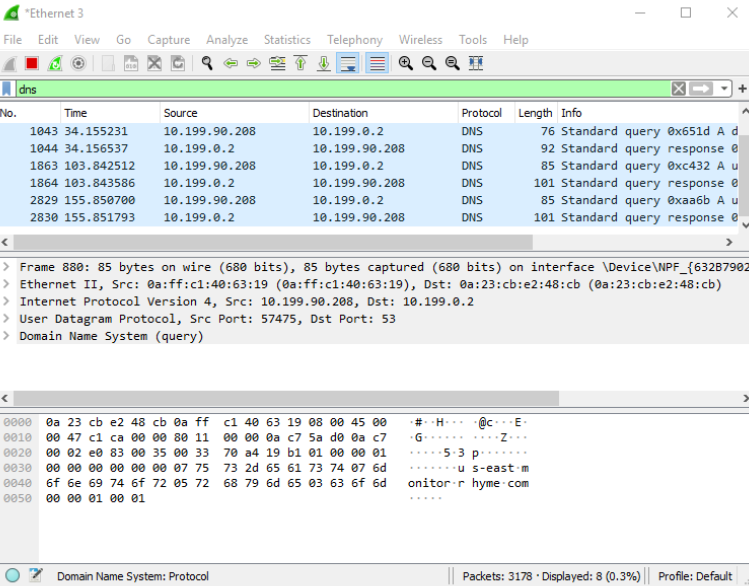 *Ethernet 3
File Edit View Go Capture Analyze Statistics Telephony Wireless Tools Help
dns
No. Time Source Destination Protocol Length Info
1043 34.155231 10.199.90.208 10.199.0.2 DNS 76 Standard query 0x651d A d
1044 34.156537 10.199.0.2 10.199.90.208 DNS 92 Standard query response 0
1863 103.842512 10.199.90.208 10.199.0.2 DNS 85 Standard query 0xc432 A u
1864 103.843586 10.199.0.2 10.199.90.208 DNS 101 Standard query response 0
2829 155.850700 10.199.90.208 10.199.0.2 DNS 85 Standard query 0xaa6b A u
2830 155.851793 10.199.0.2 10.199.90.208 DNS 101 Standard query response 0
Frame 880: 85 bytes on wire (680 bits), 85 bytes captured (680 bits) on interface \Device\NPF_{632B7902
Ethernet II, Src: 0a:ff:c1:40:63:19 (0a:ff:c1:40:63:19), Dst: 0a:23:cb:e2:48:cb (0a:23:cb:e2:48:cb)
Internet Protocol Version 4, Src: 10.199.90.208, Dst: 10.199.0.2
User Datagram Protocol, Src Port: 57475, Dst Port: 53
Domain Name System (query)
0000 0a 23 cb e2 48 cb 0a ff c1 40 63 19 08 00 45 00 ·#··H··· ·@c···E·
0010 00 47 c1 ca 00 00 80 11 00 00 0a c7 5a d0 0a c7 ·G······ ····Z···
0020 00 02 e0 83 00 35 00 33 70 a4 19 b1 01 00 00 01 ·····5·3 p·······
0030 00 00 00 00 00 00 07 75 73 2d 65 61 73 74 07 6d ·······u s-east·m
0040 6f 6e 69 74 6f 72 05 72 68 79 6d 65 03 63 6f 6d onitor·r hyme·com
0050 00 00 01 00 01 ·····
Domain Name System: Protocol Packets: 3178 · Displayed: 8 (0.3%) Profile: Default